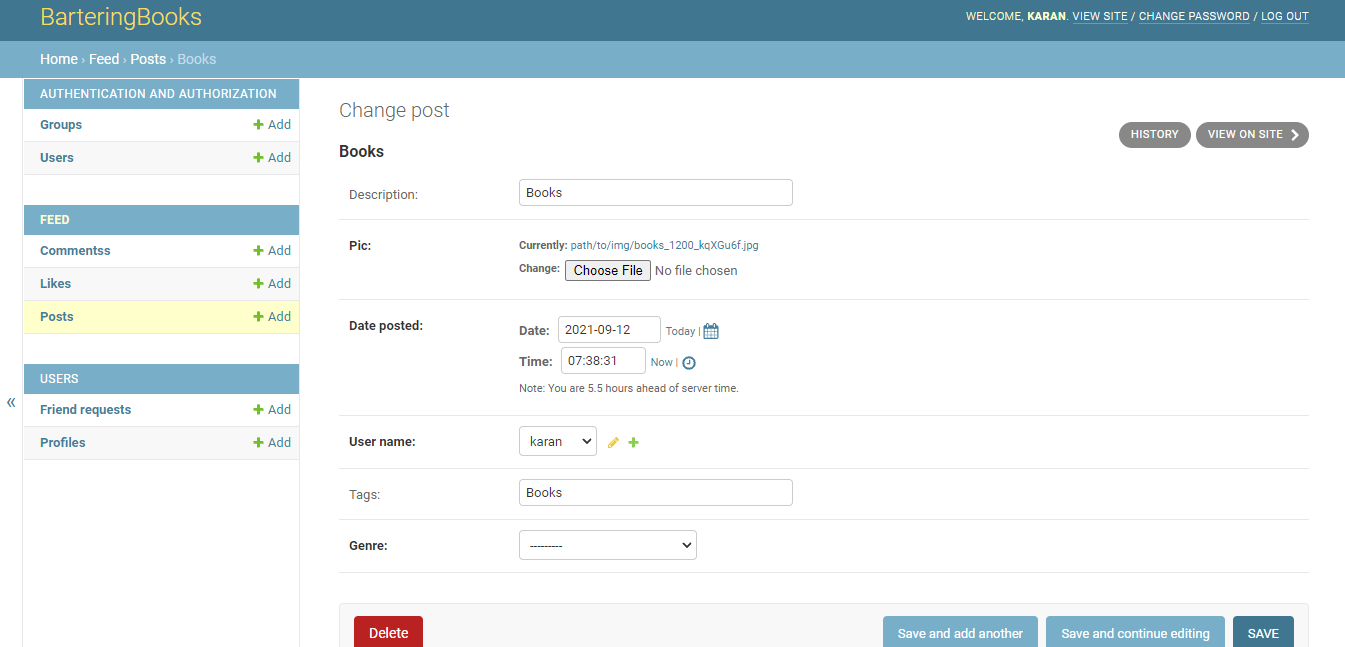 BarteringBooks
WELCOME, KARAN. VIEW SITE / CHANGE PASSWORD / LOG OUT
Home › Feed › Posts › Books
AUTHENTICATION AND AUTHORIZATION
Groups + Add
Users + Add
FEED
Commentss + Add
Likes + Add
Posts + Add
USERS
Friend requests + Add
Profiles + Add
«
Change post
HISTORY
VIEW ON SITE
Books
Description: Books
Pic: Currently: path/to/img/books_1200_kqXGu6f.jpg
Change: Choose File No file chosen
Date posted: Date: 2021-09-12 Today |
Time: 07:38:31 Now |
Note: You are 5.5 hours ahead of server time.
User name: karan
Tags: Books
Genre: ---------
Delete
Save and add another
Save and continue editing
SAVE